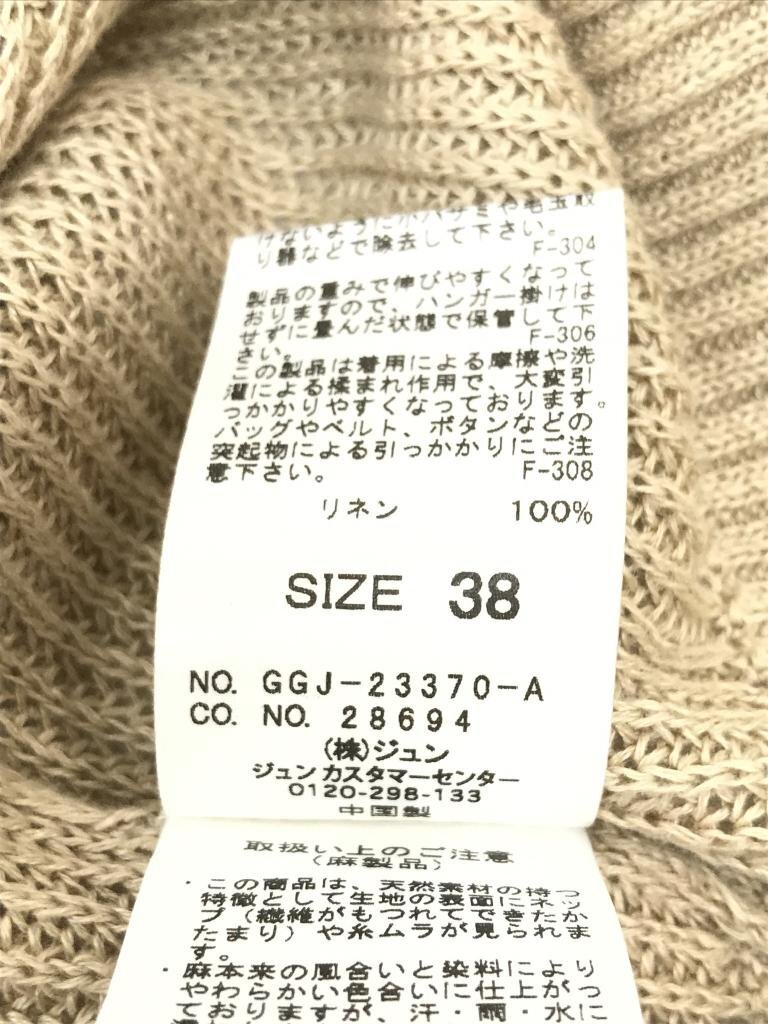 けないように小バサミや毛玉取
り器などで除去して下さい。
F-304
製品の重みで伸びやすくなって
おりますので、ハンガー掛けは
せずに畳んだ状態で保管して下
さい。
F-306
この製品は着用による摩擦や洗
濯による揉まれ作用で、大変引
っかかりやすくなっております。
バッグやベルト、ボタンなどの
突起物による引っかかりにご注
意下さい。
F-308
リネン 100%
SIZE 38
NO. GGJ-23370-A
CO. NO. 28694
(株)ジュン
ジュン カスタマーセンター
0120-298-133
中国製
取扱い上のご注意
(麻製品)
・この商品は、天然素材の持つ
特徴として生地の表面にネッ
プ(繊維がもつれてできたか
たまり)や糸ムラが見られま
す。
・麻本来の風合いと染料により
やわらかい色合いに仕上がっ
ておりますが、汗・雨・水に